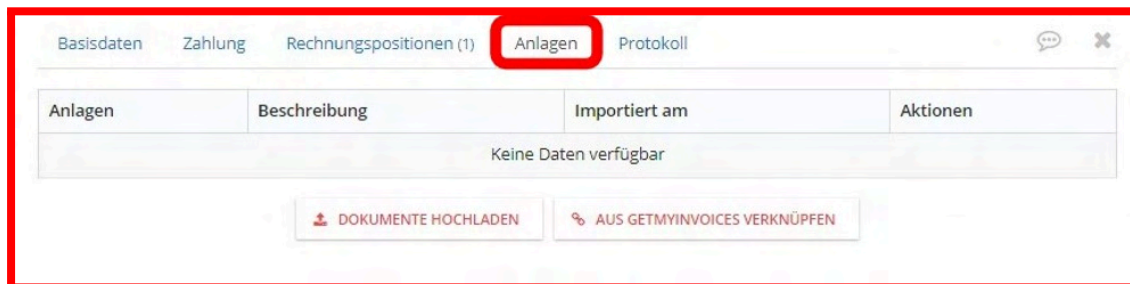 Basisdaten Zahlung Rechnungspositionen (1) Anlagen Protokoll
Anlagen Beschreibung Importiert am Aktionen
Keine Daten verfügbar
DOKUMENTE HOCHLADEN AUS GETMYINVOICES VERKNÜPFEN